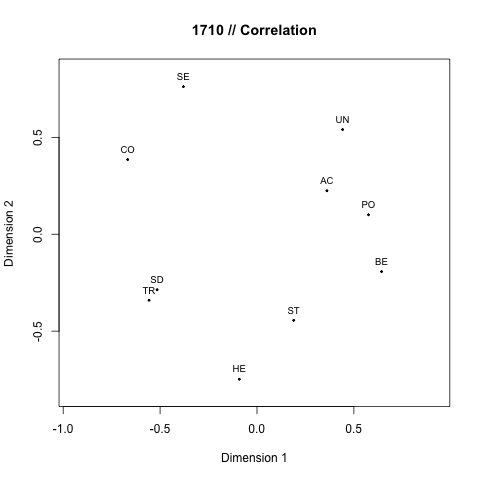 1710 // Correlation
SE
UN
CO
AC
PO
BE
SD
TR
ST
HE
0.5
0.0
-0.5
Dimension 2
-1.0 -0.5 0.0 0.5
Dimension 1